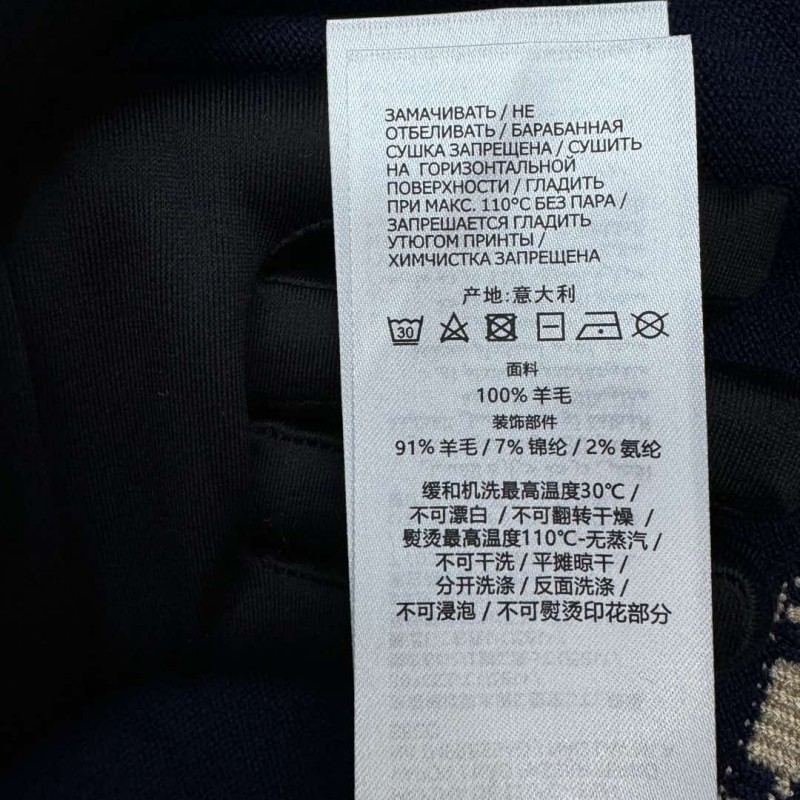 ЗАМАЧИВАТЬ / НЕ
ОТБЕЛИВАТЬ / БАРАБАННАЯ
СУШКА ЗАПРЕЩЕНА / СУШИТЬ
НА ГОРИЗОНТАЛЬНОЙ
ПОВЕРХНОСТИ / ГЛАДИТЬ
ПРИ МАКС. 110°C БЕЗ ПАРА /
ЗАПРЕШАЕТСЯ ГЛАДИТЬ
УТЮГОМ ПРИНТЫ /
ХИМЧИСТКА ЗАПРЕЩЕНА
产地:意大利
30
面料
100% 羊毛
装饰部件
91% 羊毛 / 7% 锦纶 / 2% 氨纶
缓和机洗最高温度30℃ /
不可漂白 / 不可翻转干燥 /
熨烫最高温度110℃-无蒸汽 /
不可干洗 / 平摊晾干 /
分开洗涤 / 反面洗涤 /
不可浸泡 / 不可熨烫印花部分